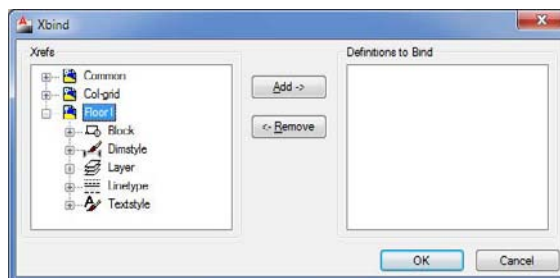 Xbind
Xrefs
Definitions to Bind
Common
Col-grid
Floor1
Block
Dimstyle
Layer
Linetype
Textstyle
Add ->
<- Remove
OK
Cancel